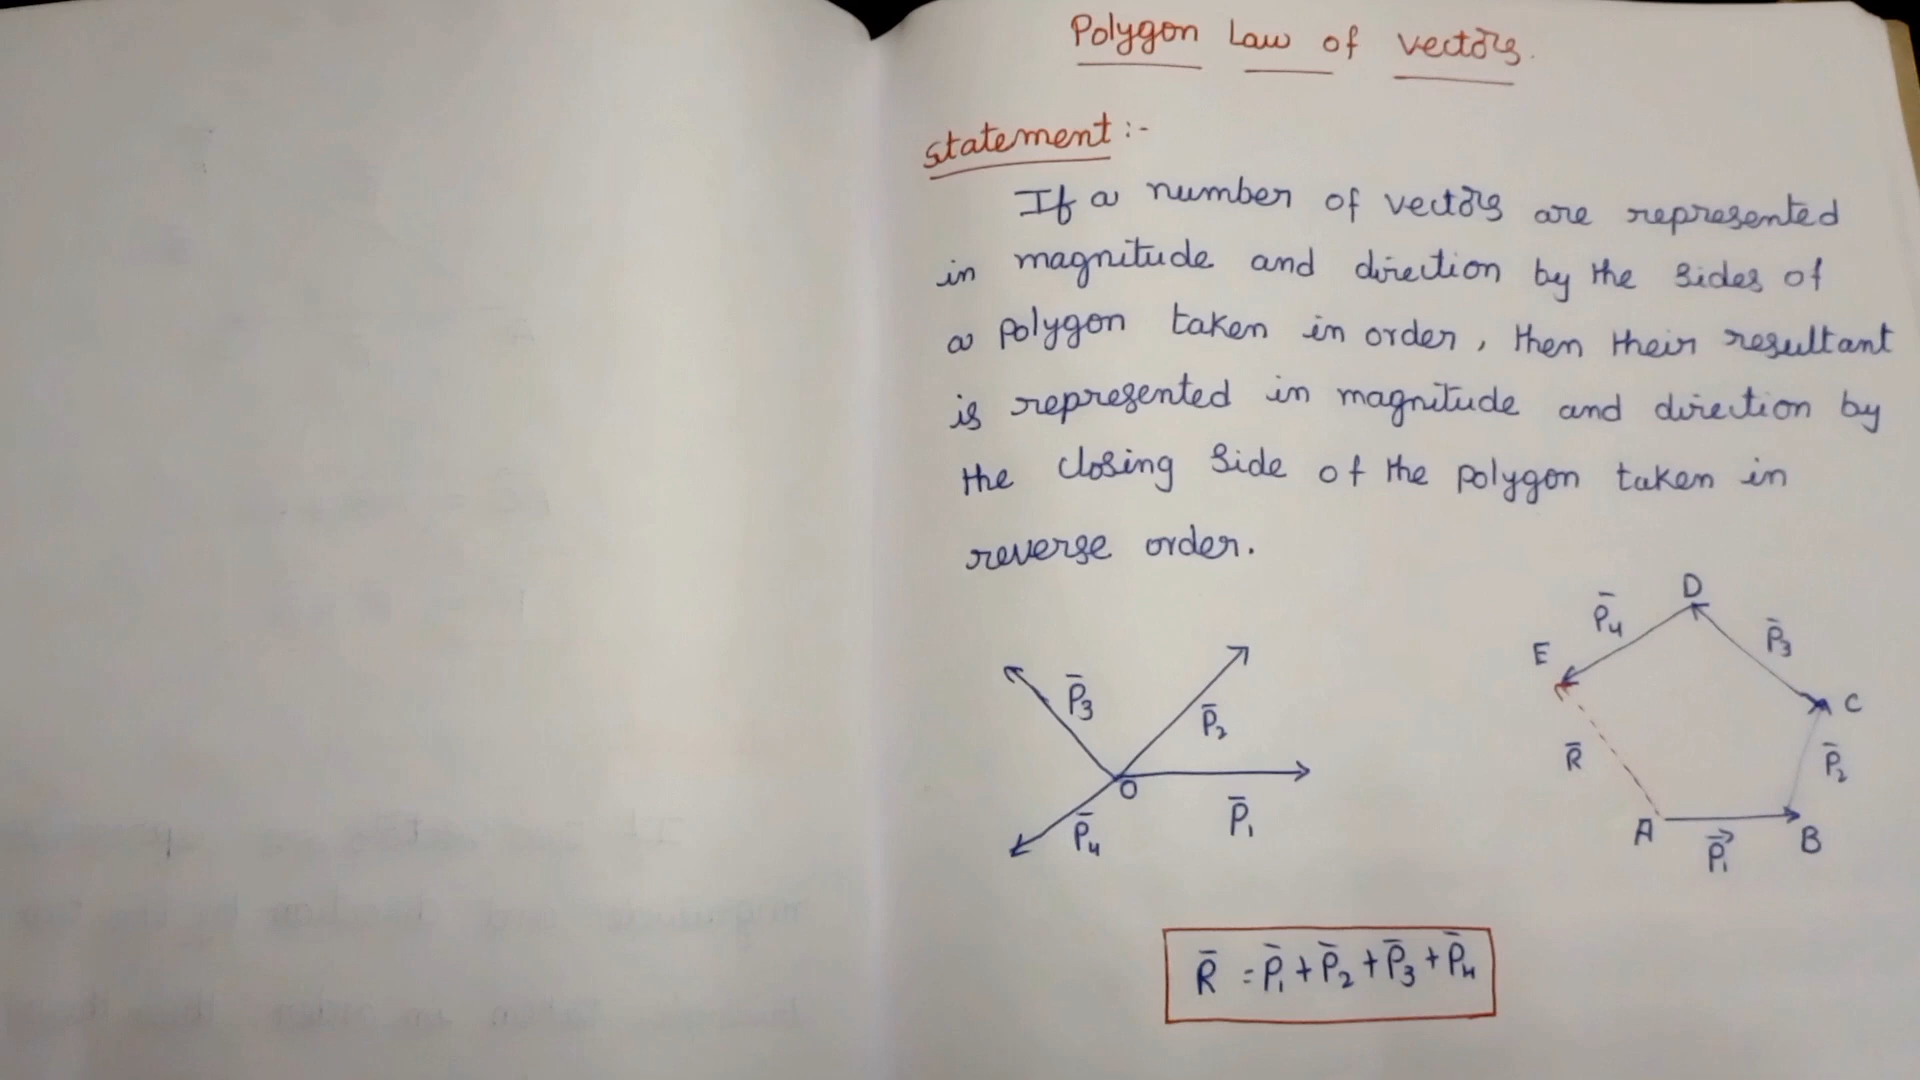 Polygon Law of vectors.
statement :-
If a number of vectors are represented
in magnitude and direction by the sides of
a polygon taken in order, then their resultant
is represented in magnitude and direction by
the closing side of the polygon taken in
reverse order.
P̄₃
P̄₂
O
P̄₄
P̄₁
D
P̄₄
P̄₃
E
C
R̄
P̄₂
A
B
P⃗₁
R̄ = P̄₁ + P̄₂ + P̄₃ + P̄₄